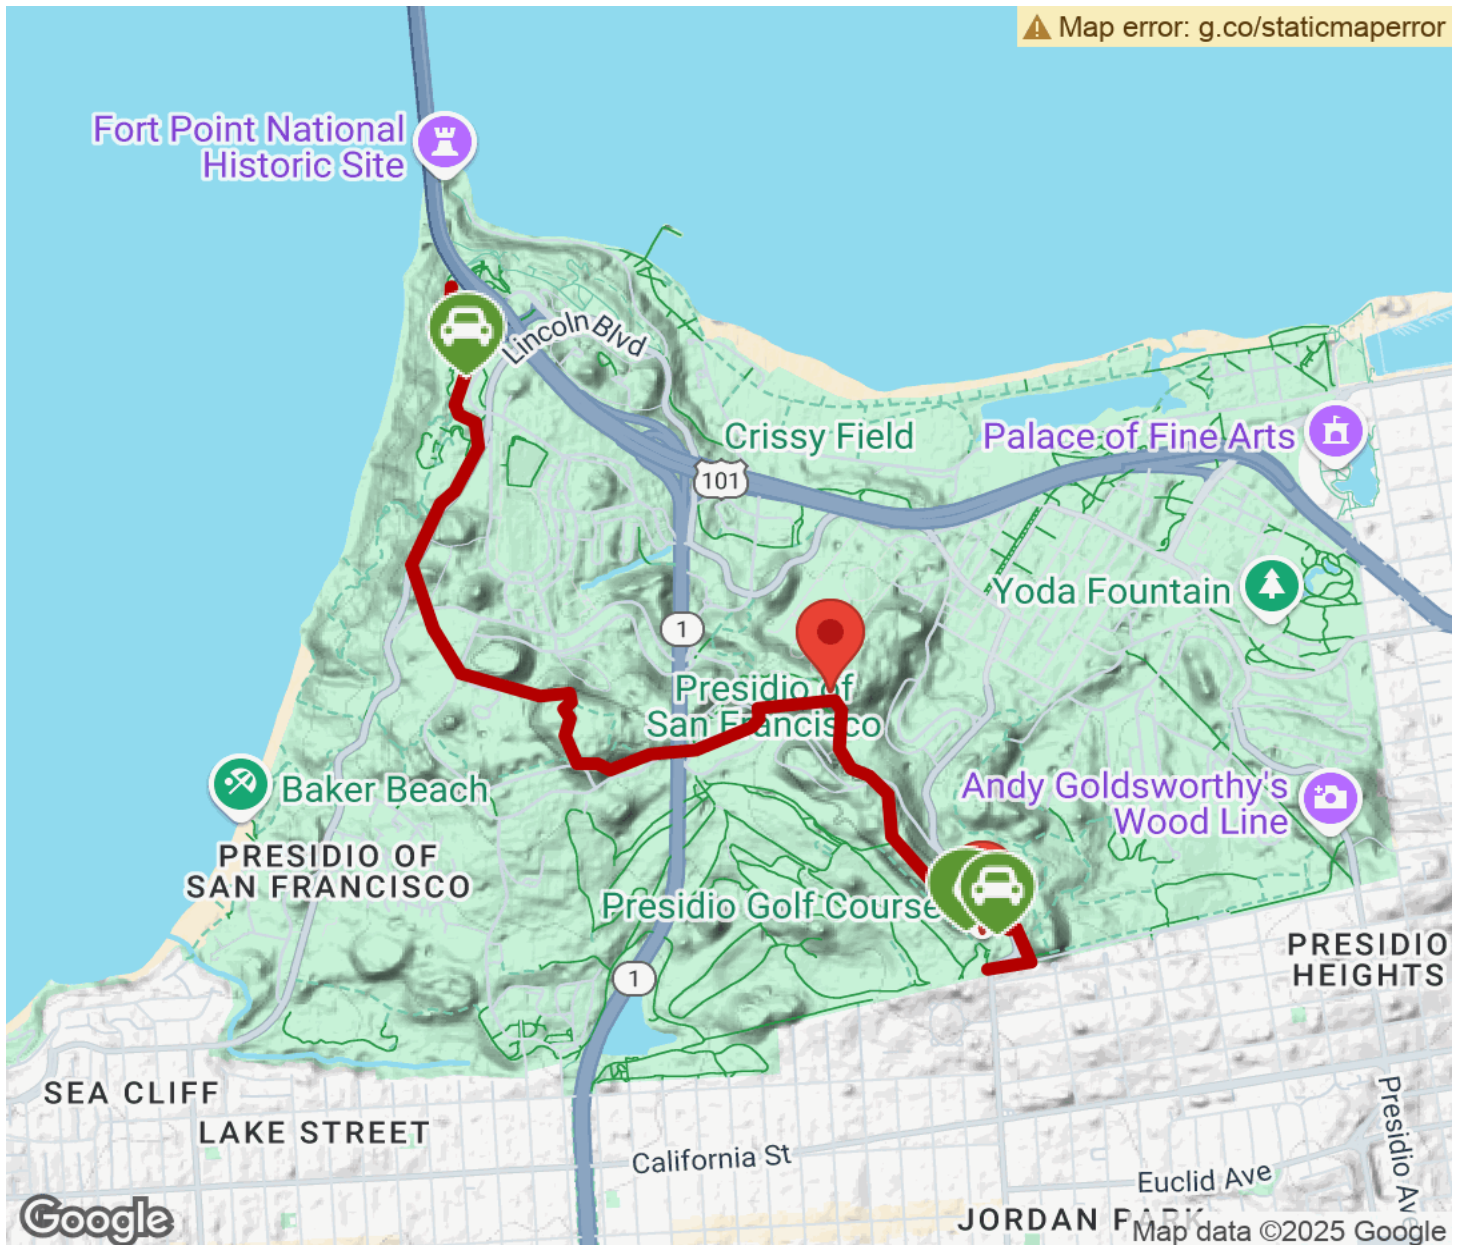 Map error: g.co/staticmaperror
Fort Point National
Historic Site
Lincoln Blvd
Crissy Field
Palace of Fine Arts
101
Yoda Fountain
1
Presidio of
San Francisco
Baker Beach
Andy Goldsworthy's
Wood Line
PRESIDIO OF
SAN FRANCISCO
Presidio Golf Course
PRESIDIO
HEIGHTS
1
SEA CLIFF
LAKE STREET
California St
Euclid Ave
Presidio Ave
JORDAN PARK
Google
Map data ©2025 Google